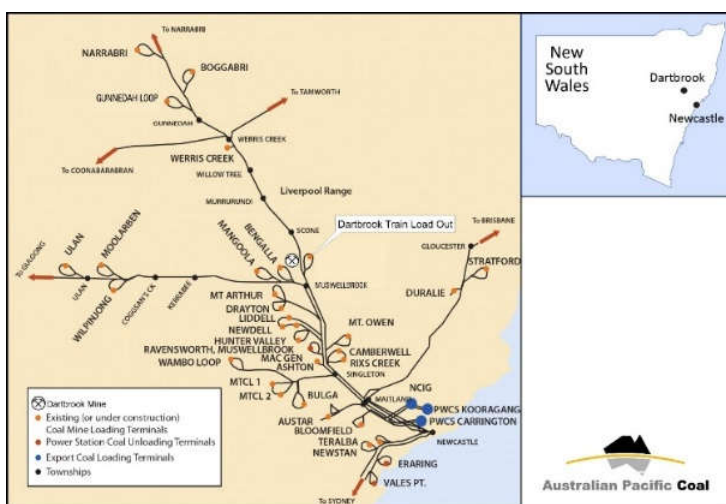 To NARRABRI
NARRABRI
BOGGABRI
GUNNEDAH LOOP
GUNNEDAH
To TAMWORTH
WERRIS CREEK
WERRIS CREEK
To COONABARABRAN
WILLOW TREE
Liverpool Range
MURRURUNDI
SCONE
Dartbrook Train Load Out
To GULGONG
ULAN
MOOLARBEN
ULAN
WILPINJONG
COGGAN'S CK
KERRABEE
MANGOOLA
BENGALLA
MUSWELLBROOK
To BRISBANE
GLOUCESTER
STRATFORD
DURALIE
MT ARTHUR
DRAYTON
LIDDELL
NEWDELL
HUNTER VALLEY
RAVENSWORTH, MUSWELLBROOK
MAC GEN
ASHTON
WAMBO LOOP
MT. OWEN
CAMBERWELL
RIXS CREEK
SINGLETON
MTCL 1
MTCL 2
BULGA
NCIG
MAITLAND
PWCS KOORAGANG
PWCS CARRINGTON
AUSTAR
BLOOMFIELD
NEWCASTLE
TERALBA
NEWSTAN
ERARING
VALES PT.
To SYDNEY
Dartbrook Mine
Existing (or under construction)
Coal Mine Loading Terminals
Power Station Coal Unloading Terminals
Export Coal Loading Terminals
Townships
New
South
Wales
Dartbrook
Newcastle
Australian Pacific Coal